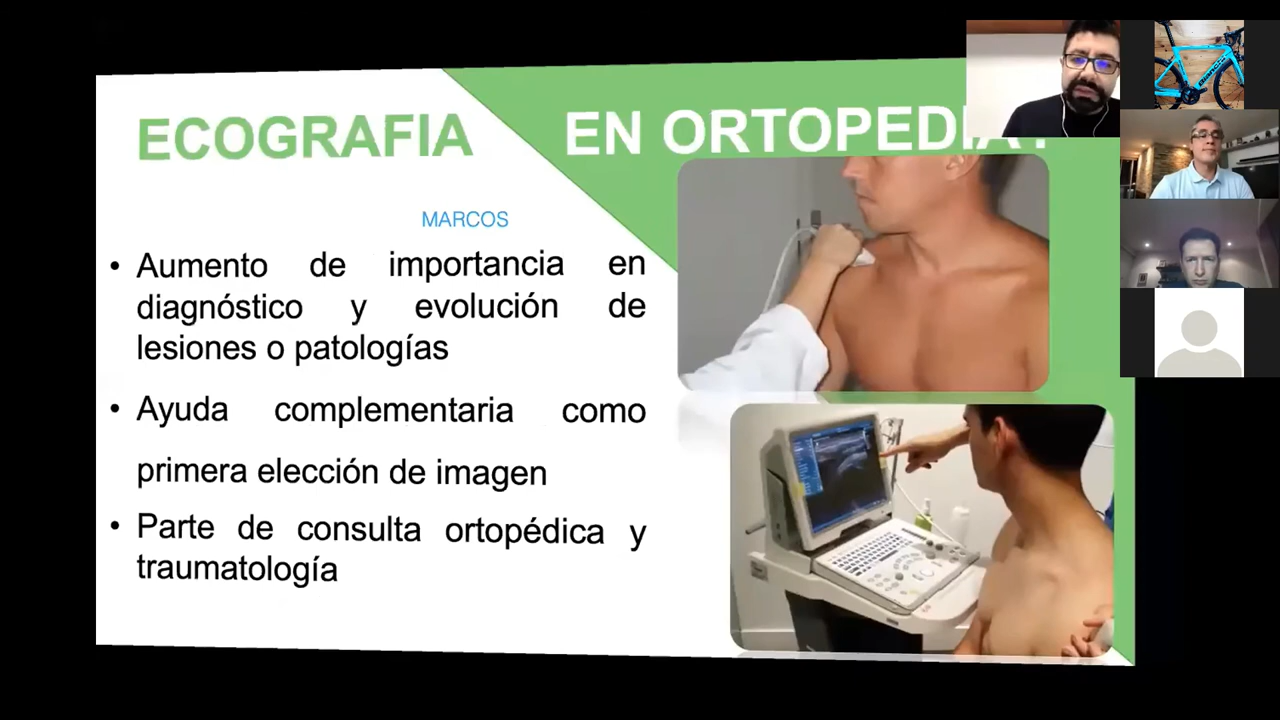 ECOGRAFIA EN ORTOPEDIA?
MARCOS
• Aumento de importancia en
diagnóstico y evolución de
lesiones o patologías
• Ayuda complementaria como
primera elección de imagen
• Parte de consulta ortopédica y
traumatología